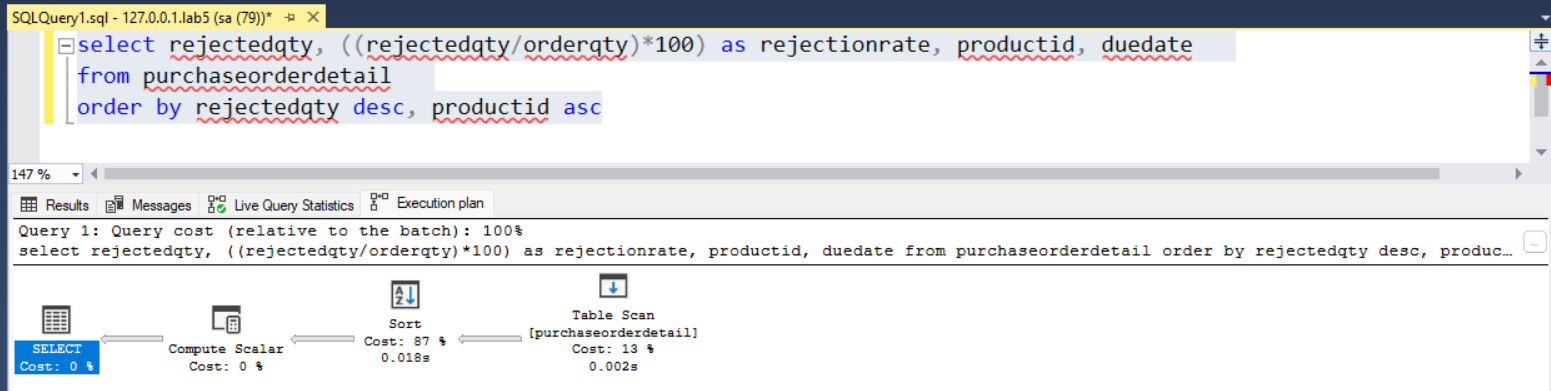 SQLQuery1.sql - 127.0.0.1.lab5 (sa (79))*
select rejectedqty, ((rejectedqty/orderqty)*100) as rejectionrate, productid, duedate
from purchaseorderdetail
order by rejectedqty desc, productid asc
147 %
Results Messages Live Query Statistics Execution plan
Query 1: Query cost (relative to the batch): 100%
select rejectedqty, ((rejectedqty/orderqty)*100) as rejectionrate, productid, duedate from purchaseorderdetail order by rejectedqty desc, produc...
SELECT
Cost: 0 %
Compute Scalar
Cost: 0 %
Sort
Cost: 87 %
0.018s
Table Scan
[purchaseorderdetail]
Cost: 13 %
0.002s